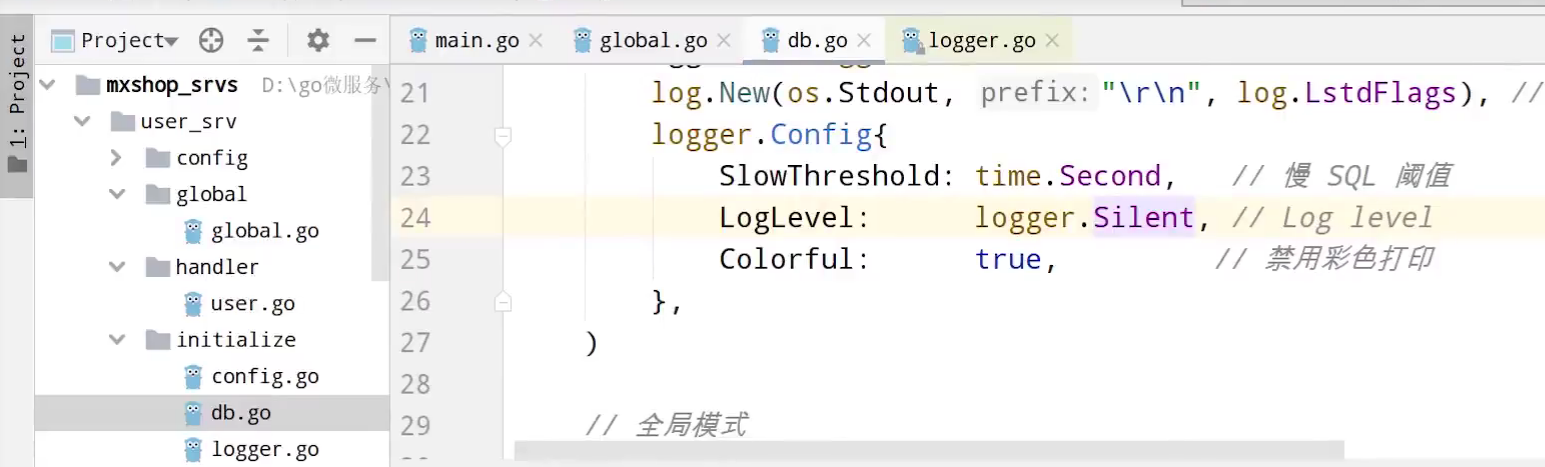 1: Project
Project
mxshop_srvs D:\go微服务\
user_srv
config
global
global.go
handler
user.go
initialize
config.go
db.go
logger.go
main.go
global.go
db.go
logger.go
21 log.New(os.Stdout, prefix: "\r\n", log.LstdFlags), //
22 logger.Config{
23 SlowThreshold: time.Second, // 慢 SQL 阈值
24 LogLevel: logger.Silent, // Log level
25 Colorful: true, // 禁用彩色打印
26 },
27 )
28
29 // 全局模式